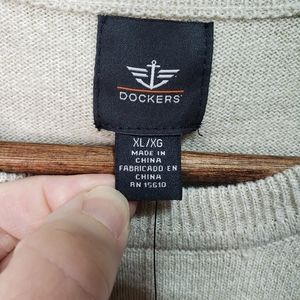 DOCKERS
XL/XG
MADE IN
CHINA
FABRICADO EN
CHINA
RN 15610